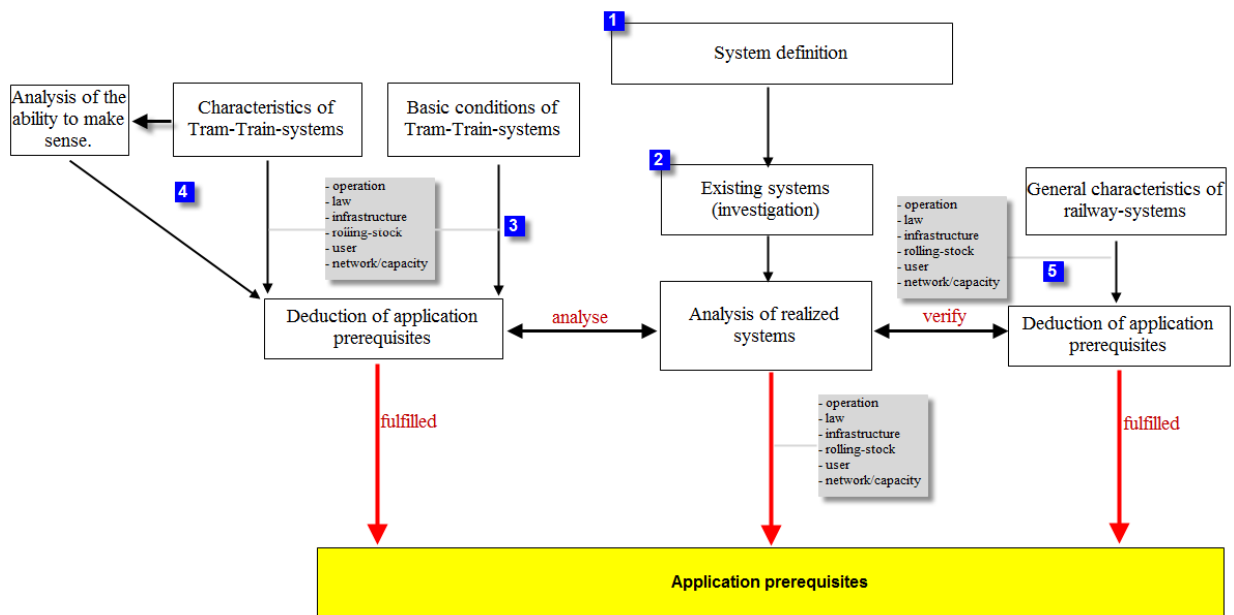 1
System definition
Analysis of the
ability to make
sense.
Characteristics of
Tram-Train-systems
Basic conditions of
Tram-Train-systems
2
Existing systems
(investigation)
General characteristics of
railway-systems
4
- operation
- law
- infrastructure
- rolling-stock
- user
- network/capacity
3
- operation
- law
- infrastructure
- rolling-stock
- user
- network/capacity
5
Deduction of application
prerequisites
analyse
Analysis of realized
systems
verify
Deduction of application
prerequisites
fulfilled
- operation
- law
- infrastructure
- rolling-stock
- user
- network/capacity
fulfilled
Application prerequisites